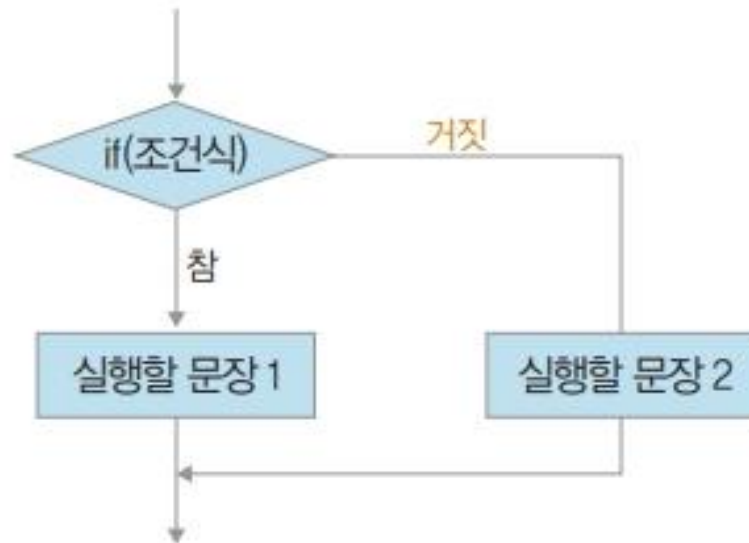 if(조건식)
거짓
참
실행할 문장 1
실행할 문장 2